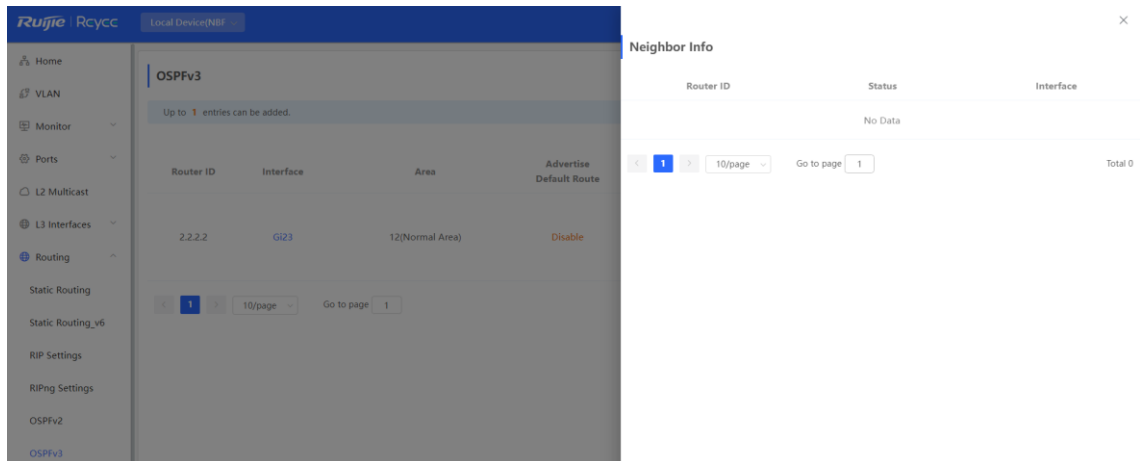 Ruijie | Rcycc
Local Device(NBF
Home
VLAN
Monitor
Ports
L2 Multicast
L3 Interfaces
Routing
Static Routing
Static Routing_v6
RIP Settings
RIPng Settings
OSPFv2
OSPFv3
OSPFv3
Up to 1 entries can be added.
Router ID Interface Area Advertise Default Route
2.2.2.2 Gi23 12(Normal Area) Disable
< 1 > 10/page Go to page 1
×
Neighbor Info
Router ID Status Interface
No Data
< 1 > 10/page Go to page 1 Total 0